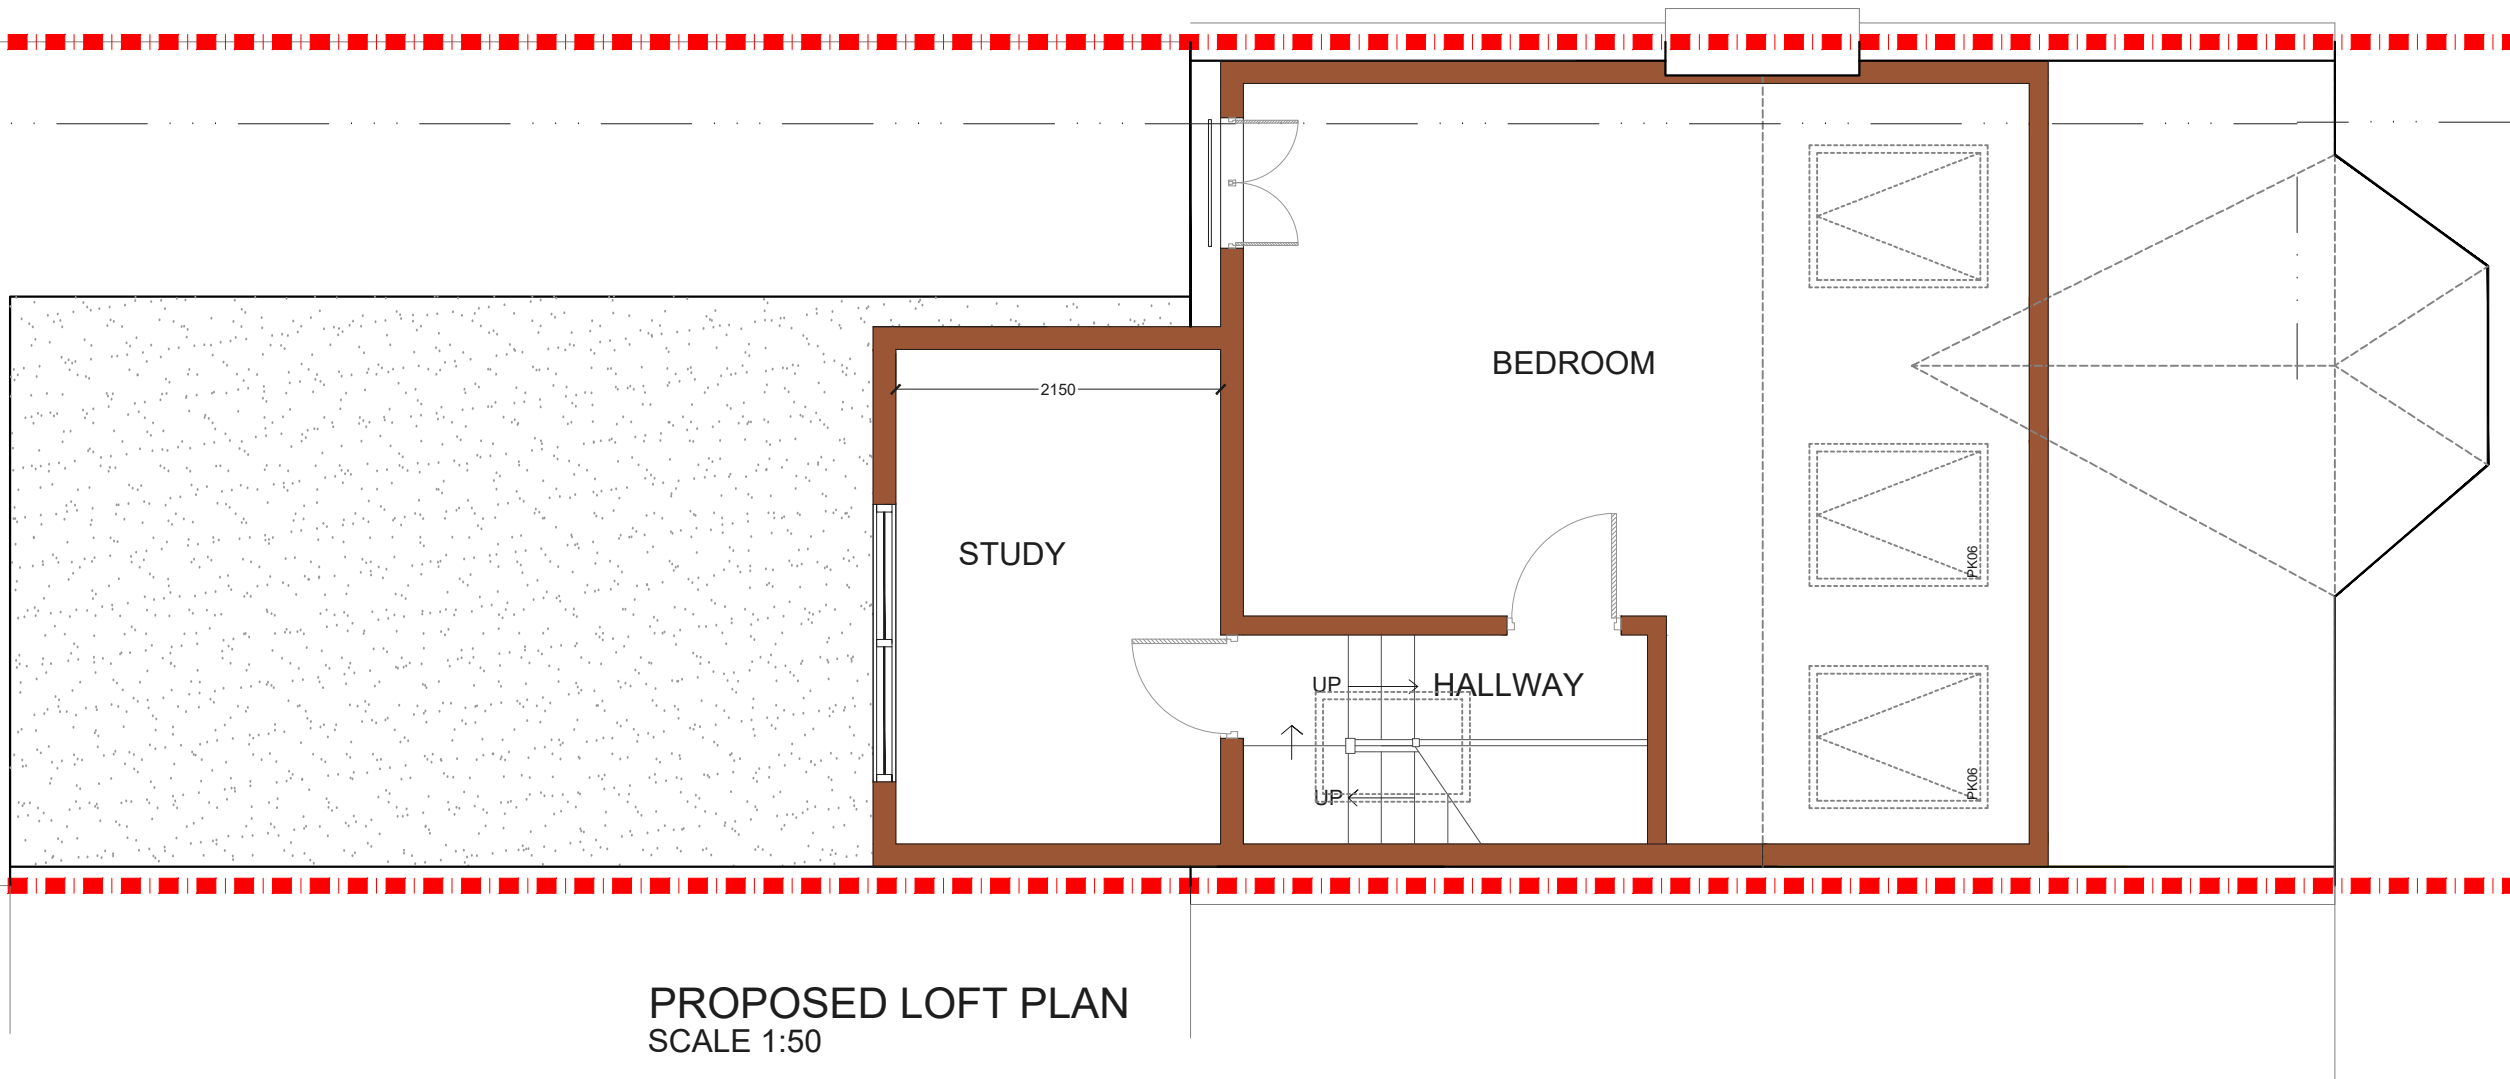 BEDROOM
2150
STUDY
PK06
UP
HALLWAY
UP
PK06
PROPOSED LOFT PLAN
SCALE 1:50